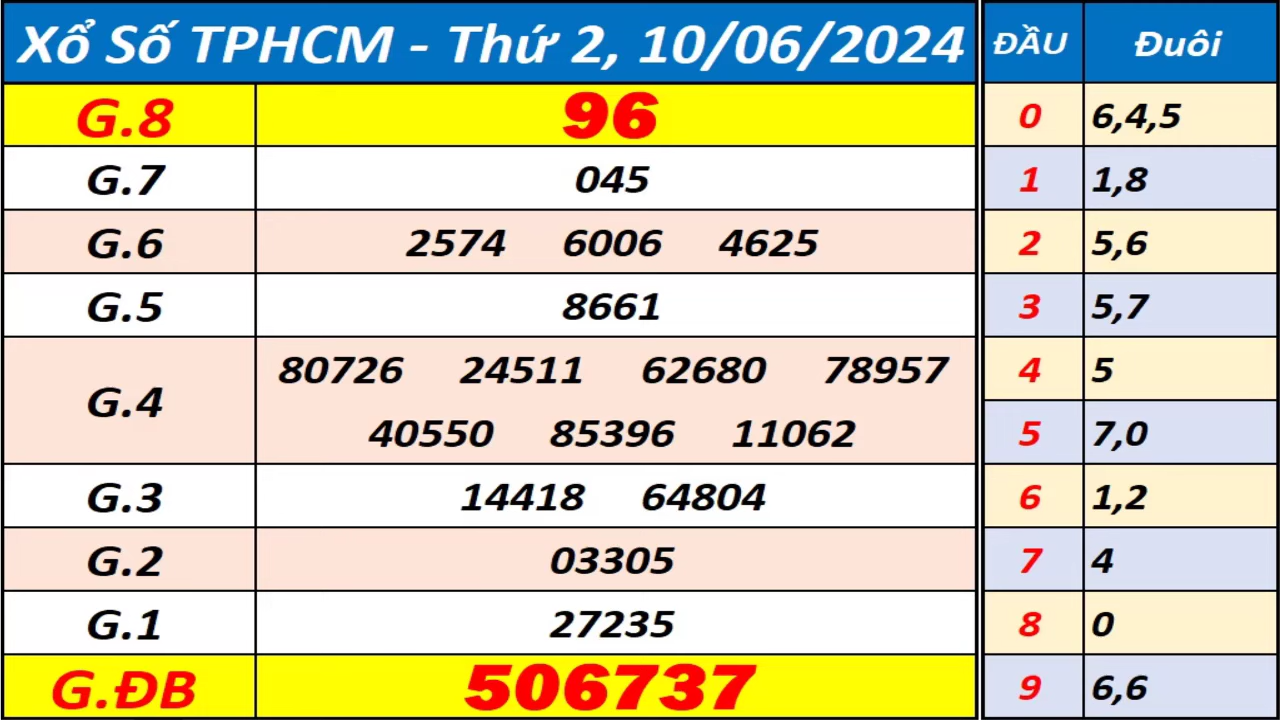 Xổ Số TPHCM - Thứ 2, 10/06/2024
G.8 96
G.7 045
G.6 2574 6006 4625
G.5 8661
G.4 80726 24511 62680 78957
40550 85396 11062
G.3 14418 64804
G.2 03305
G.1 27235
G.ĐB 506737
ĐẦU Đuôi
0 6,4,5
1 1,8
2 5,6
3 5,7
4 5
5 7,0
6 1,2
7 4
8 0
9 6,6